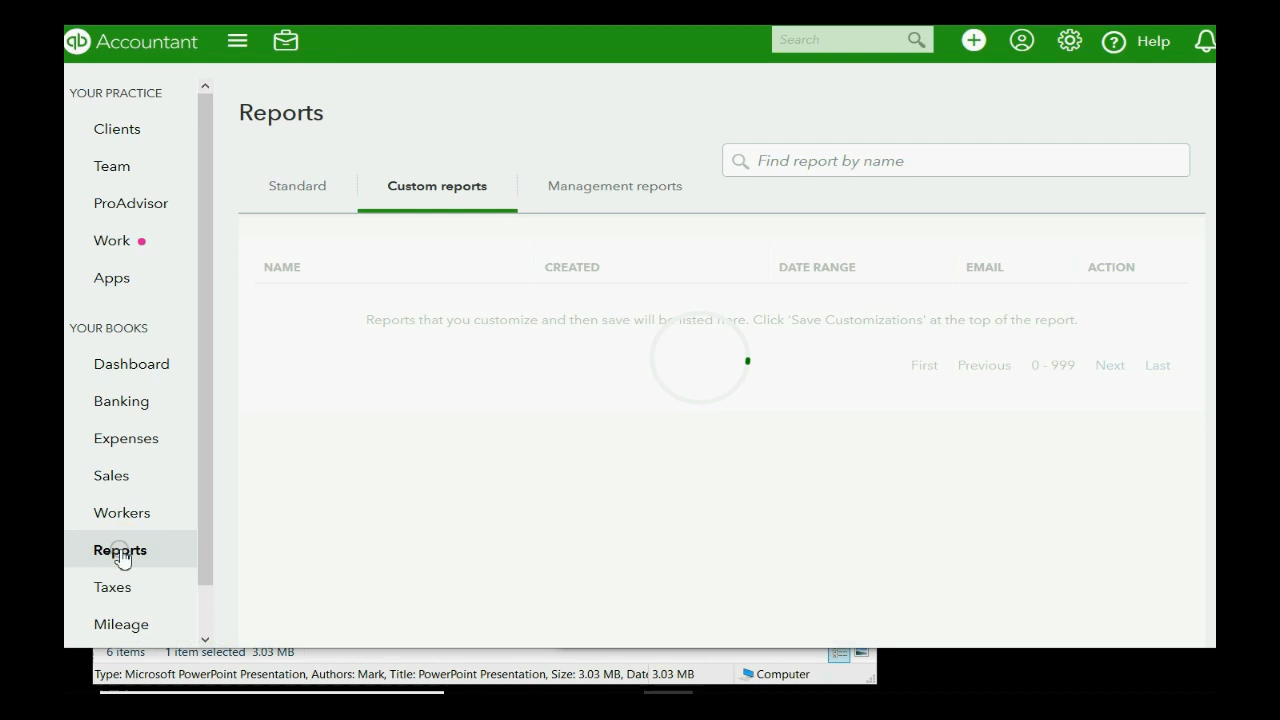 qb Accountant
Search
Help
YOUR PRACTICE
Clients
Team
ProAdvisor
Work
Apps
YOUR BOOKS
Dashboard
Banking
Expenses
Sales
Workers
Reports
Taxes
Mileage
Reports
Find report by name
Standard Custom reports Management reports
NAME CREATED DATE RANGE EMAIL ACTION
Reports that you customize and then save will be listed here. Click 'Save Customizations' at the top of the report.
First Previous 0 - 999 Next Last
6 items 1 item selected 3.03 MB
Type: Microsoft PowerPoint Presentation, Authors: Mark, Title: PowerPoint Presentation, Size: 3.03 MB, Dat 3.03 MB Computer